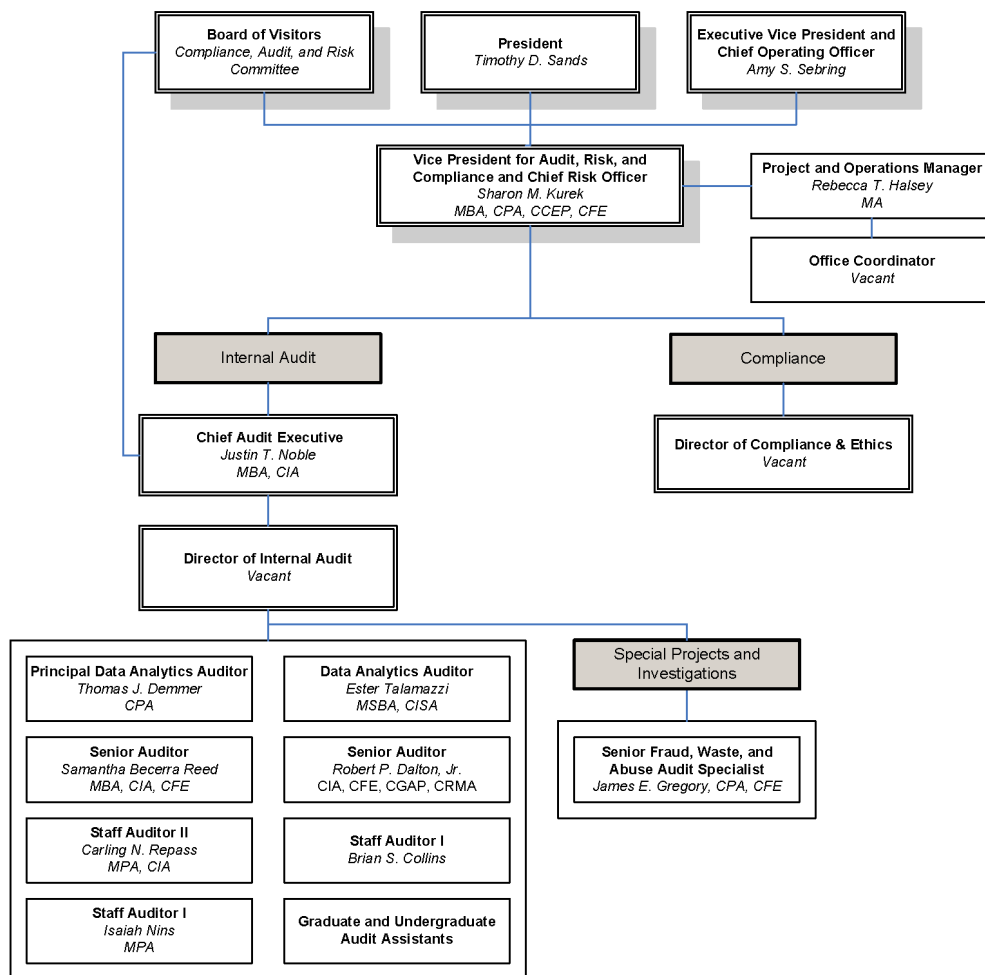 Board of Visitors
Compliance, Audit, and Risk
Committee
President
Timothy D. Sands
Executive Vice President and
Chief Operating Officer
Amy S. Sebring
Vice President for Audit, Risk, and
Compliance and Chief Risk Officer
Sharon M. Kurek
MBA, CPA, CCEP, CFE
Project and Operations Manager
Rebecca T. Halsey
MA
Office Coordinator
Vacant
Internal Audit
Compliance
Chief Audit Executive
Justin T. Noble
MBA, CIA
Director of Compliance & Ethics
Vacant
Director of Internal Audit
Vacant
Special Projects and
Investigations
Principal Data Analytics Auditor
Thomas J. Demmer
CPA
Data Analytics Auditor
Ester Talamazzi
MSBA, CISA
Senior Auditor
Samantha Becerra Reed
MBA, CIA, CFE
Senior Auditor
Robert P. Dalton, Jr.
CIA, CFE, CGAP, CRMA
Senior Fraud, Waste, and
Abuse Audit Specialist
James E. Gregory, CPA, CFE
Staff Auditor II
Carling N. Repass
MPA, CIA
Staff Auditor I
Brian S. Collins
Staff Auditor I
Isaiah Nins
MPA
Graduate and Undergraduate
Audit Assistants